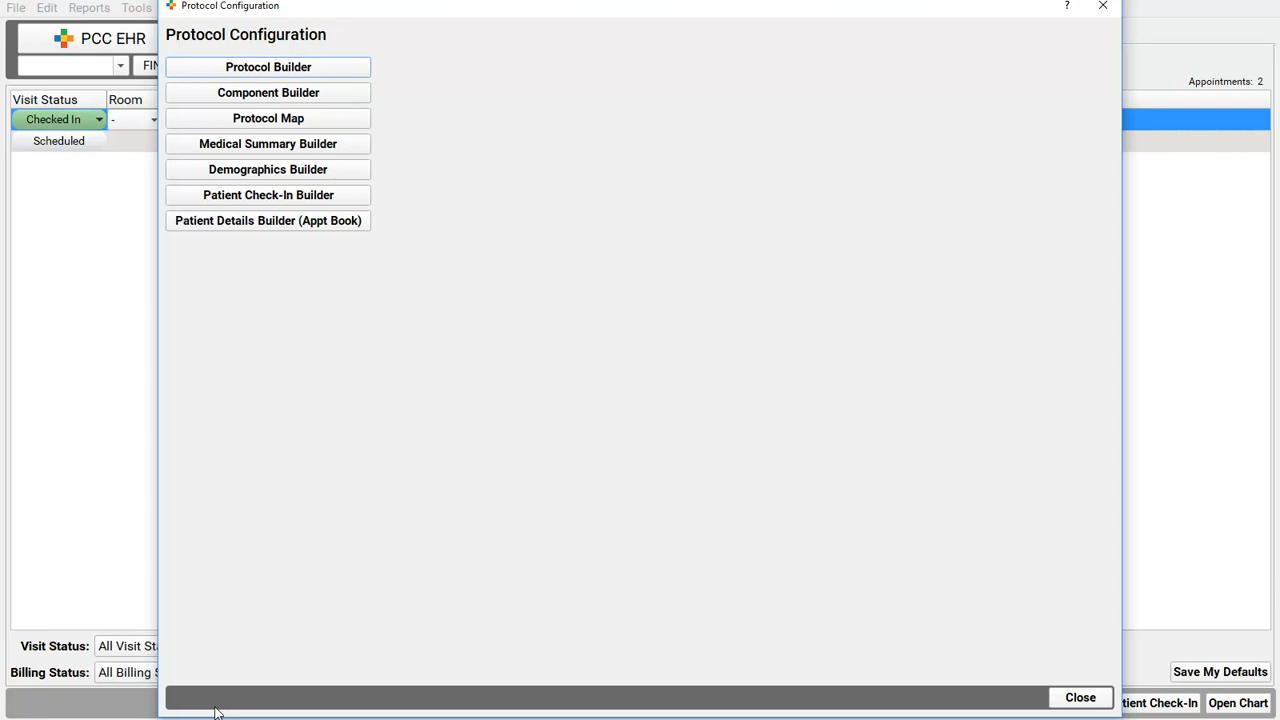 File Edit Reports Tools
Protocol Configuration
?
PCC EHR
Protocol Configuration
FIN
Protocol Builder
Appointments: 2
Visit Status Room
Component Builder
Checked In -
Protocol Map
Scheduled
Medical Summary Builder
Demographics Builder
Patient Check-In Builder
Patient Details Builder (Appt Book)
Visit Status: All Visit Sta
Billing Status: All Billing S
Save My Defaults
Close
tient Check-In Open Chart